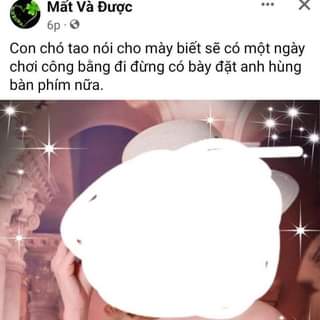 Mất Và Được
6p
Con chó tao nói cho mày biết sẽ có một ngày
chơi công bằng đi đừng có bày đặt anh hùng
bàn phím nữa.